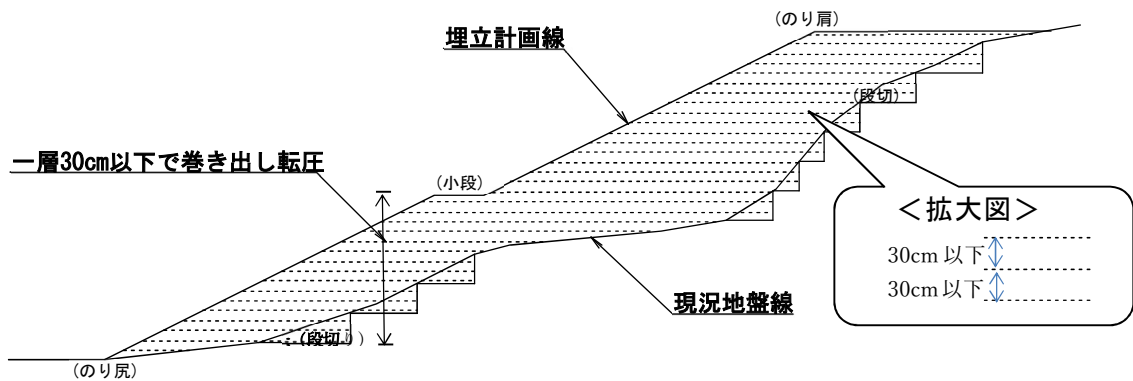 (のり肩)
埋立計画線
(段切)
一層30cm以下で巻き出し転圧
(小段)
＜拡大図＞
30cm 以下
30cm 以下
現況地盤線
(段切り)
(のり尻)